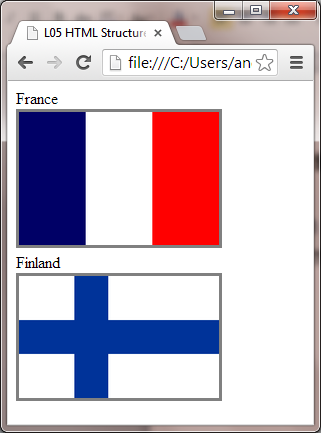 L05 HTML Structure
file:///C:/Users/an
France
Finland